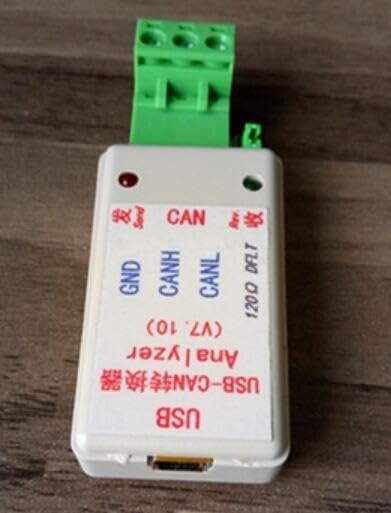 发 Send CAN Rev. 收
GND CANH CANL 120Ω DFLT
USB
USB-CAN转换器
Analyzer
(V7.10)